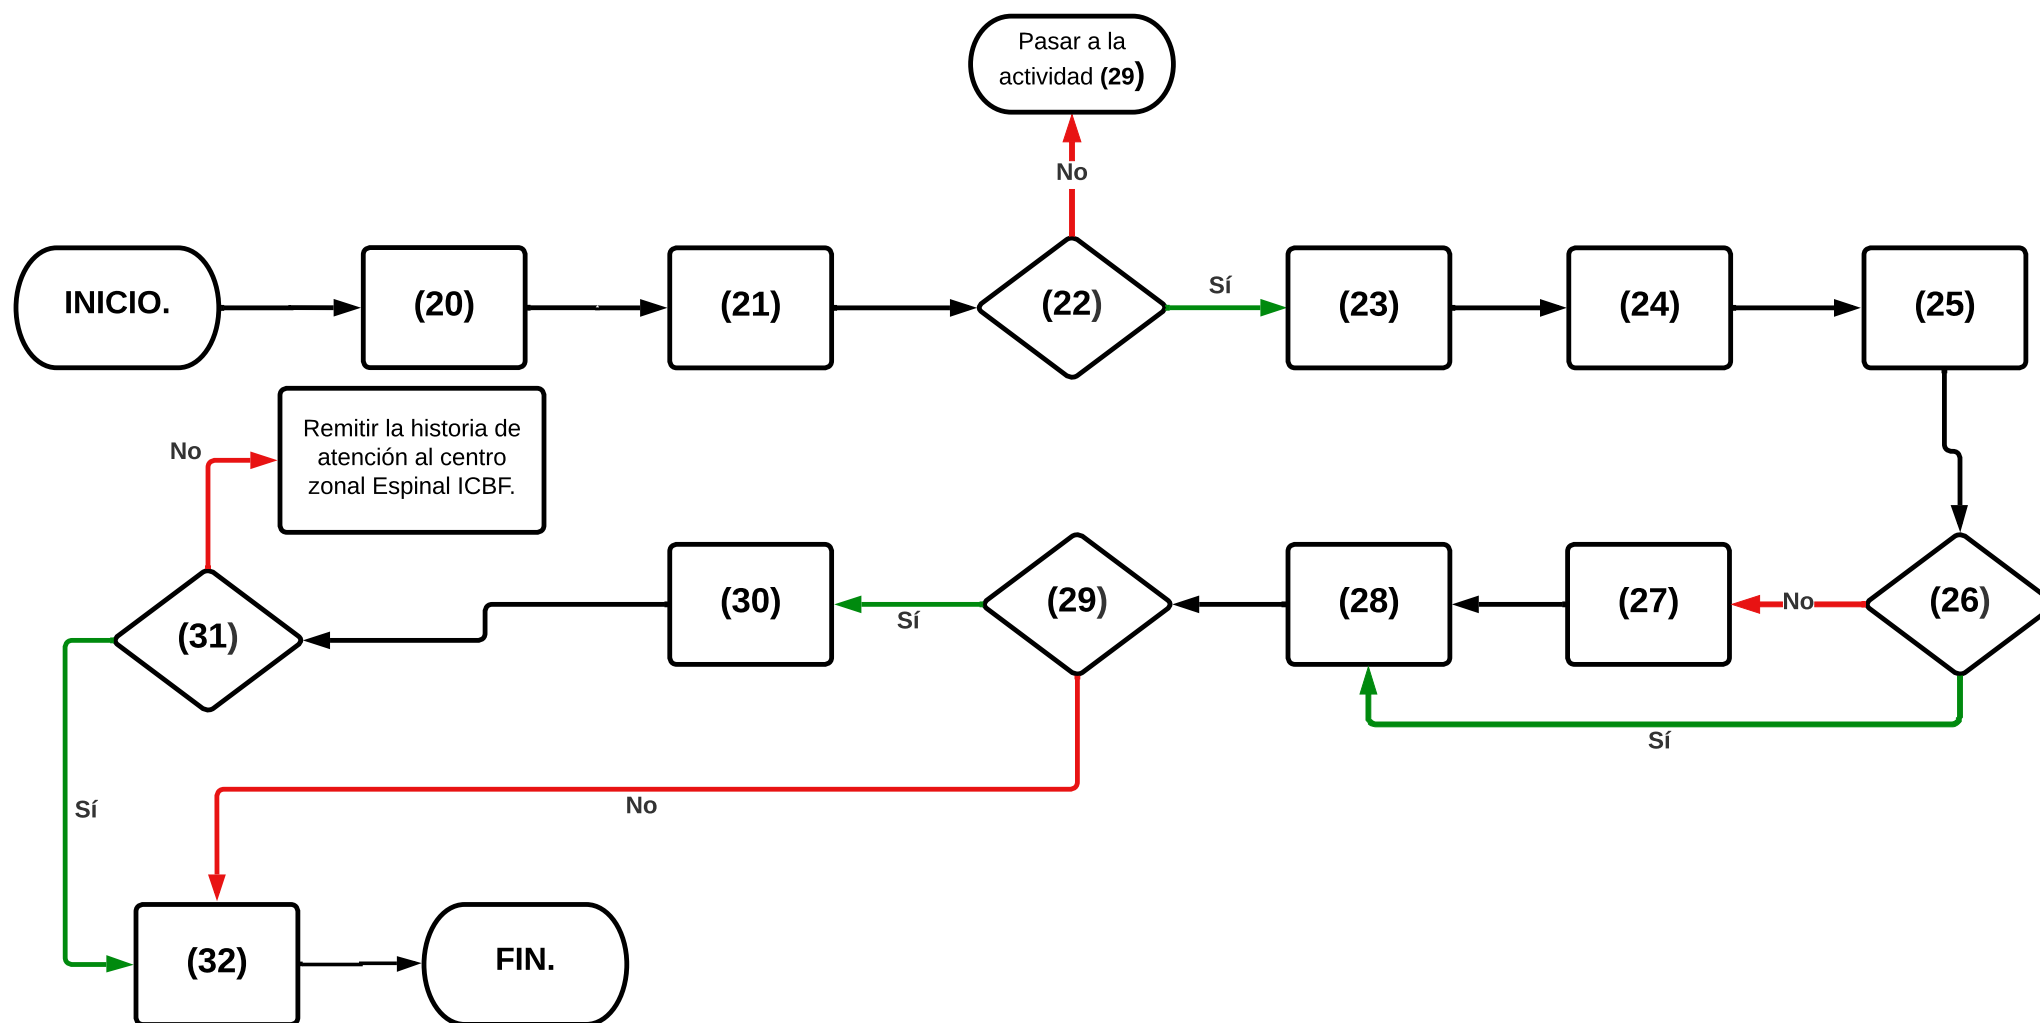 Pasar a la
actividad (29)
No
INICIO.
(20)
(21)
(22)
Sí
(23)
(24)
(25)
Remitir la historia de
atención al centro
zonal Espinal ICBF.
No
(26)
No
(27)
(28)
(29)
Sí
(30)
(31)
Sí
No
Sí
(32)
FIN.